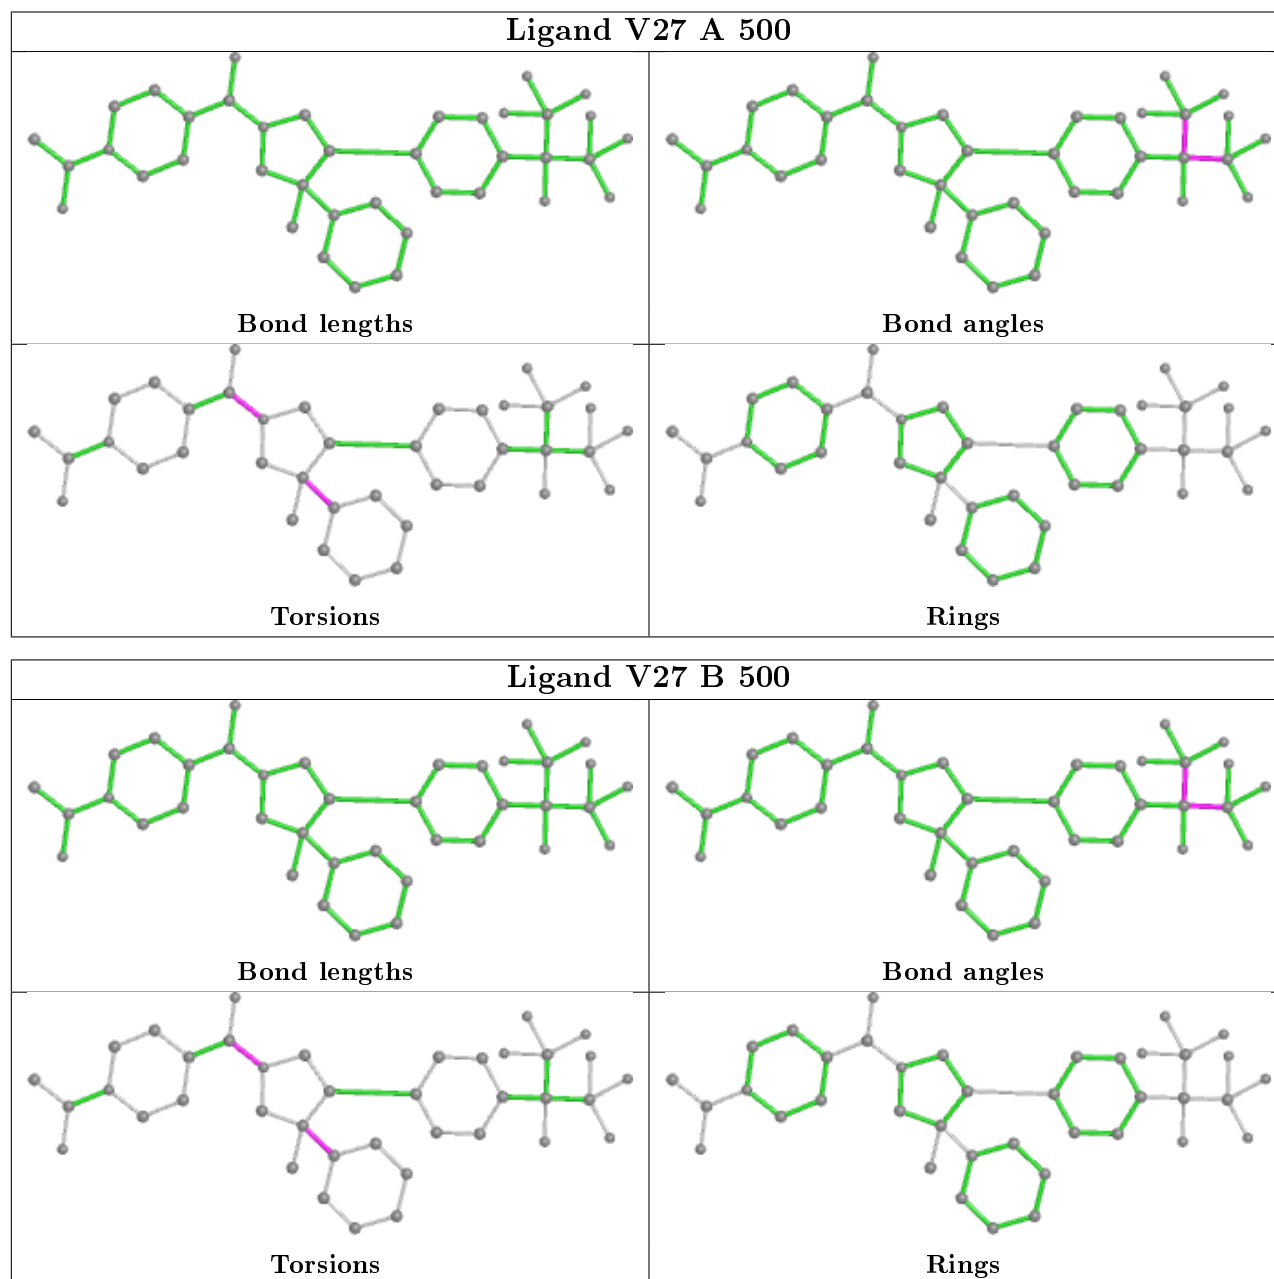 Ligand V27 A 500
Bond lengths
Bond angles
Torsions
Rings
Ligand V27 B 500
Bond lengths
Bond angles
Torsions
Rings